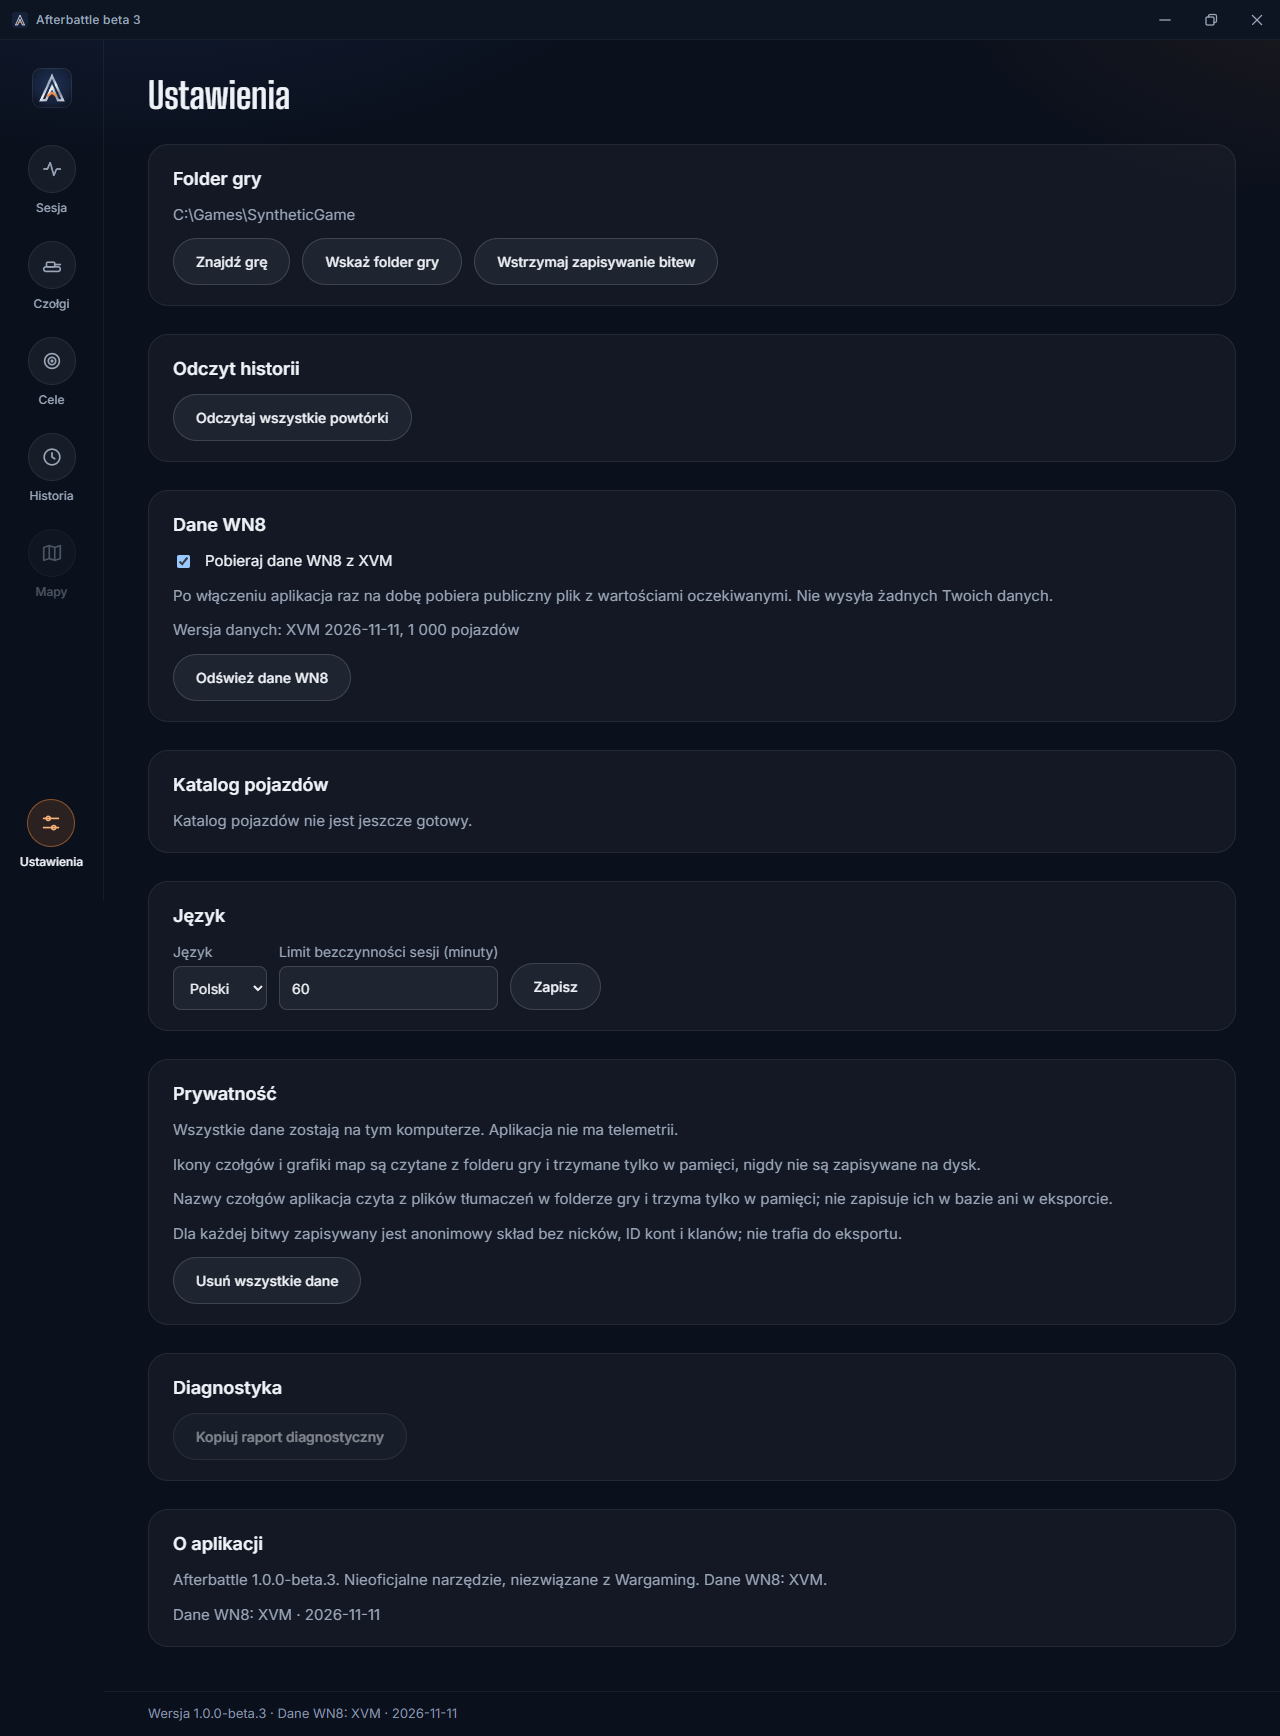 Afterbattle beta 3
Ustawienia
Sesja
Czołgi
Cele
Historia
Mapy
Ustawienia
Folder gry
C:\Games\SyntheticGame
Znajdź grę
Wskaż folder gry
Wstrzymaj zapisywanie bitew
Odczyt historii
Odczytaj wszystkie powtórki
Dane WN8
Pobieraj dane WN8 z XVM
Po włączeniu aplikacja raz na dobę pobiera publiczny plik z wartościami oczekiwanymi. Nie wysyła żadnych Twoich danych.
Wersja danych: XVM 2026-11-11, 1 000 pojazdów
Odśwież dane WN8
Katalog pojazdów
Katalog pojazdów nie jest jeszcze gotowy.
Język
Język
Limit bezczynności sesji (minuty)
Polski
60
Zapisz
Prywatność
Wszystkie dane zostają na tym komputerze. Aplikacja nie ma telemetrii.
Ikony czołgów i grafiki map są czytane z folderu gry i trzymane tylko w pamięci, nigdy nie są zapisywane na dysk.
Nazwy czołgów aplikacja czyta z plików tłumaczeń w folderze gry i trzyma tylko w pamięci; nie zapisuje ich w bazie ani w eksporcie.
Dla każdej bitwy zapisywany jest anonimowy skład bez nicków, ID kont i klanów; nie trafia do eksportu.
Usuń wszystkie dane
Diagnostyka
Kopiuj raport diagnostyczny
O aplikacji
Afterbattle 1.0.0-beta.3. Nieoficjalne narzędzie, niezwiązane z Wargaming. Dane WN8: XVM.
Dane WN8: XVM · 2026-11-11
Wersja 1.0.0-beta.3 · Dane WN8: XVM · 2026-11-11